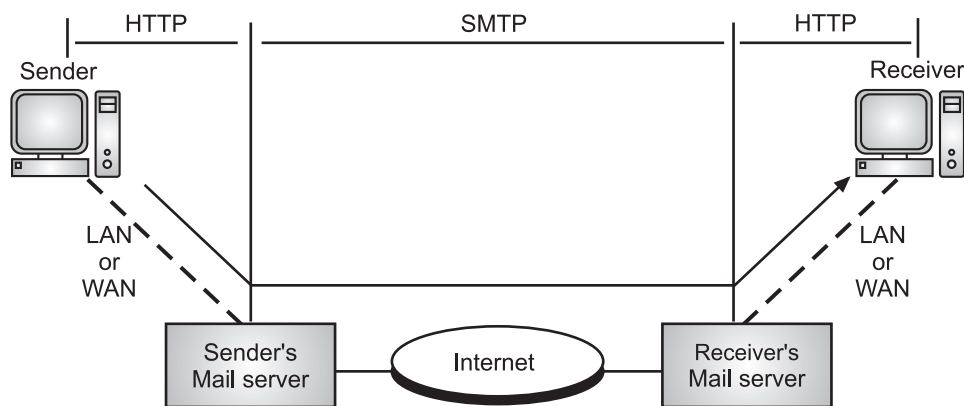 HTTP
SMTP
HTTP
Sender
Receiver
LAN
or
WAN
LAN
or
WAN
Sender's
Mail server
Internet
Receiver's
Mail server